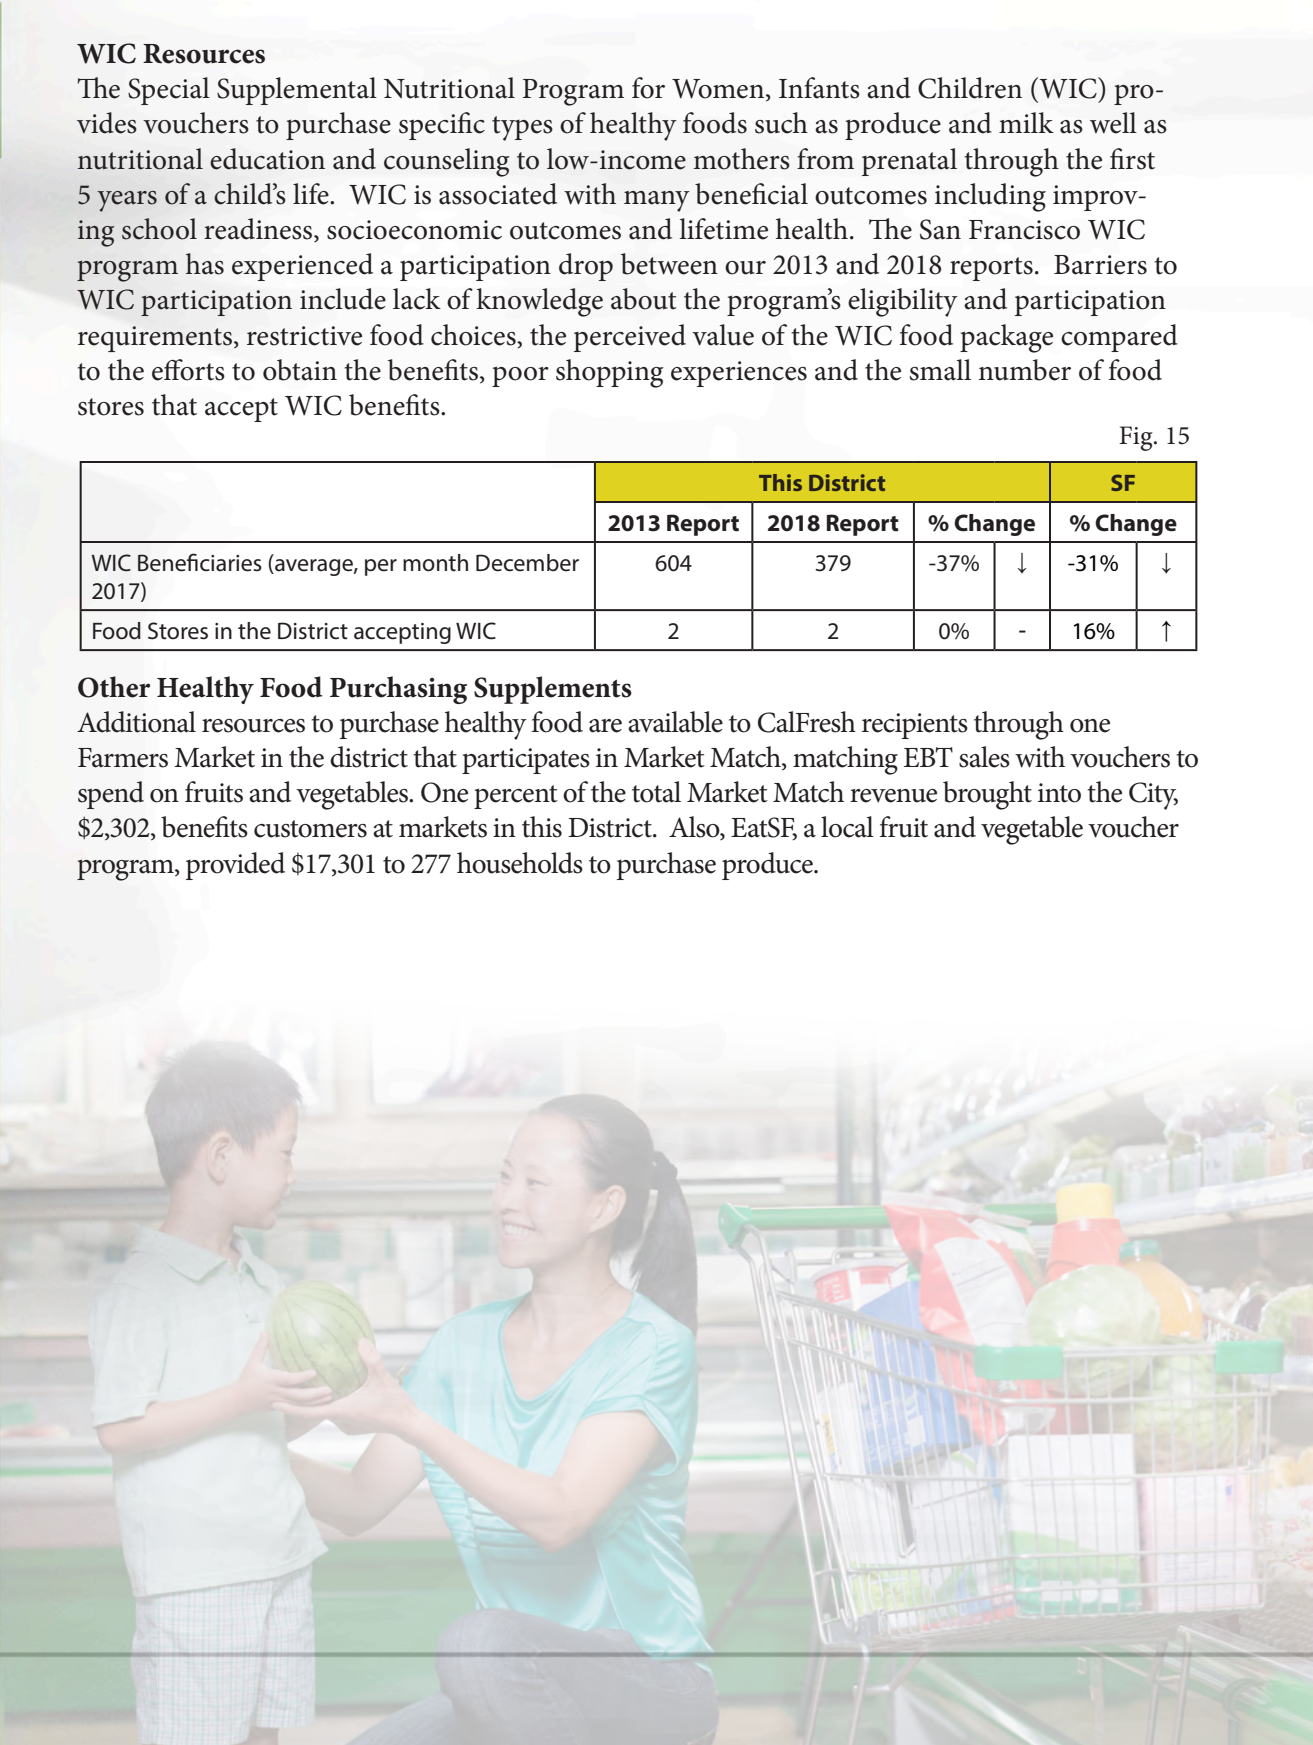 WIC Resources
The Special Supplemental Nutritional Program for Women, Infants and Children (WIC) pro-
vides vouchers to purchase specific types of healthy foods such as produce and milk as well as
nutritional education and counseling to low-income mothers from prenatal through the first
5 years of a child's life.  WIC is associated with many beneficial outcomes including improv-
ing school readiness, socioeconomic outcomes and lifetime health.  The San Francisco WIC
program has experienced a participation drop between our 2013 and 2018 reports.  Barriers to
WIC participation include lack of knowledge about the program's eligibility and participation
requirements, restrictive food choices, the perceived value of the WIC food package compared
to the efforts to obtain the benefits, poor shopping experiences and the small number of food
stores that accept WIC benefits.
Fig. 15
This District SF
2013 Report 2018 Report % Change % Change
WIC Beneficiaries (average, per month December 604 379 -37% ↓ -31% ↓
2017)
Food Stores in the District accepting WIC 2 2 0% - 16% ↑
Other Healthy Food Purchasing Supplements
Additional resources to purchase healthy food are available to CalFresh recipients through one
Farmers Market in the district that participates in Market Match, matching EBT sales with vouchers to
spend on fruits and vegetables. One percent of the total Market Match revenue brought into the City,
$2,302, benefits customers at markets in this District.  Also, EatSF, a local fruit and vegetable voucher
program, provided $17,301 to 277 households to purchase produce.